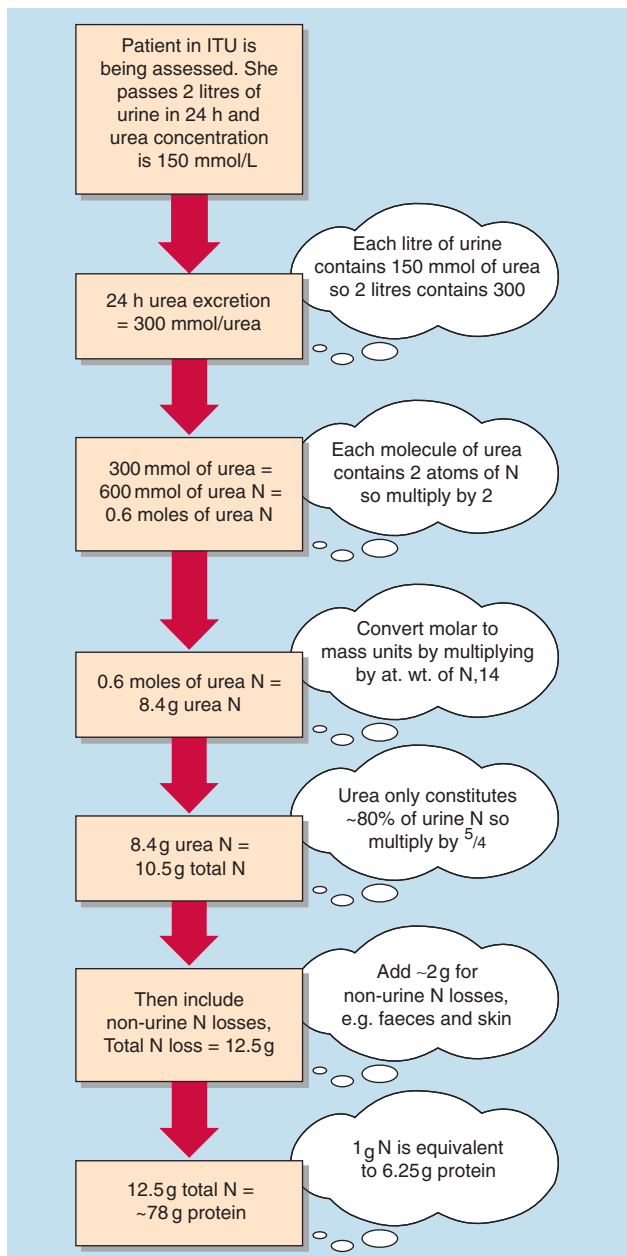 Patient in ITU is
being assessed. She
passes 2 litres of
urine in 24 h and
urea concentration
is 150 mmol/L
Each litre of urine
contains 150 mmol of urea
so 2 litres contains 300
24 h urea excretion
= 300 mmol/urea
Each molecule of urea
contains 2 atoms of N
so multiply by 2
300 mmol of urea =
600 mmol of urea N =
0.6 moles of urea N
Convert molar to
mass units by multiplying
by at. wt. of N,14
0.6 moles of urea N =
8.4 g urea N
Urea only constitutes
~80% of urine N so
multiply by 5/4
8.4 g urea N =
10.5 g total N
Add ~2 g for
non-urine N losses,
e.g. faeces and skin
Then include
non-urine N losses,
Total N loss = 12.5 g
1g N is equivalent
to 6.25 g protein
12.5 g total N =
~78 g protein